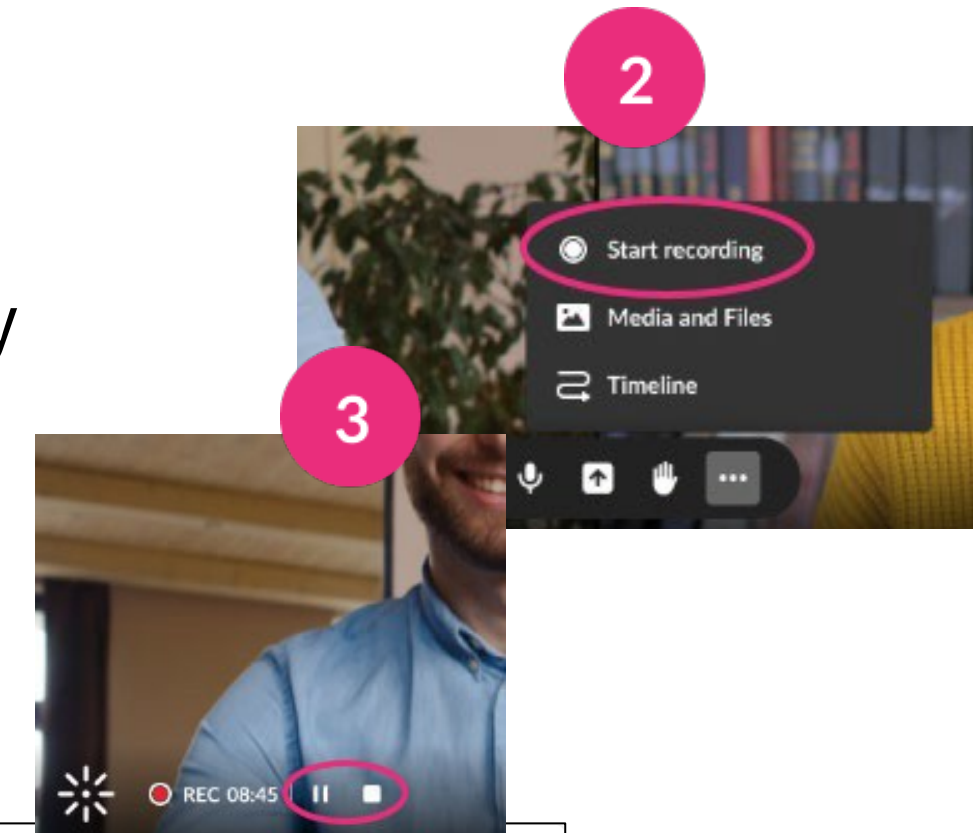 2
Start recording
Media and Files
Timeline
y
3
REC 08:45